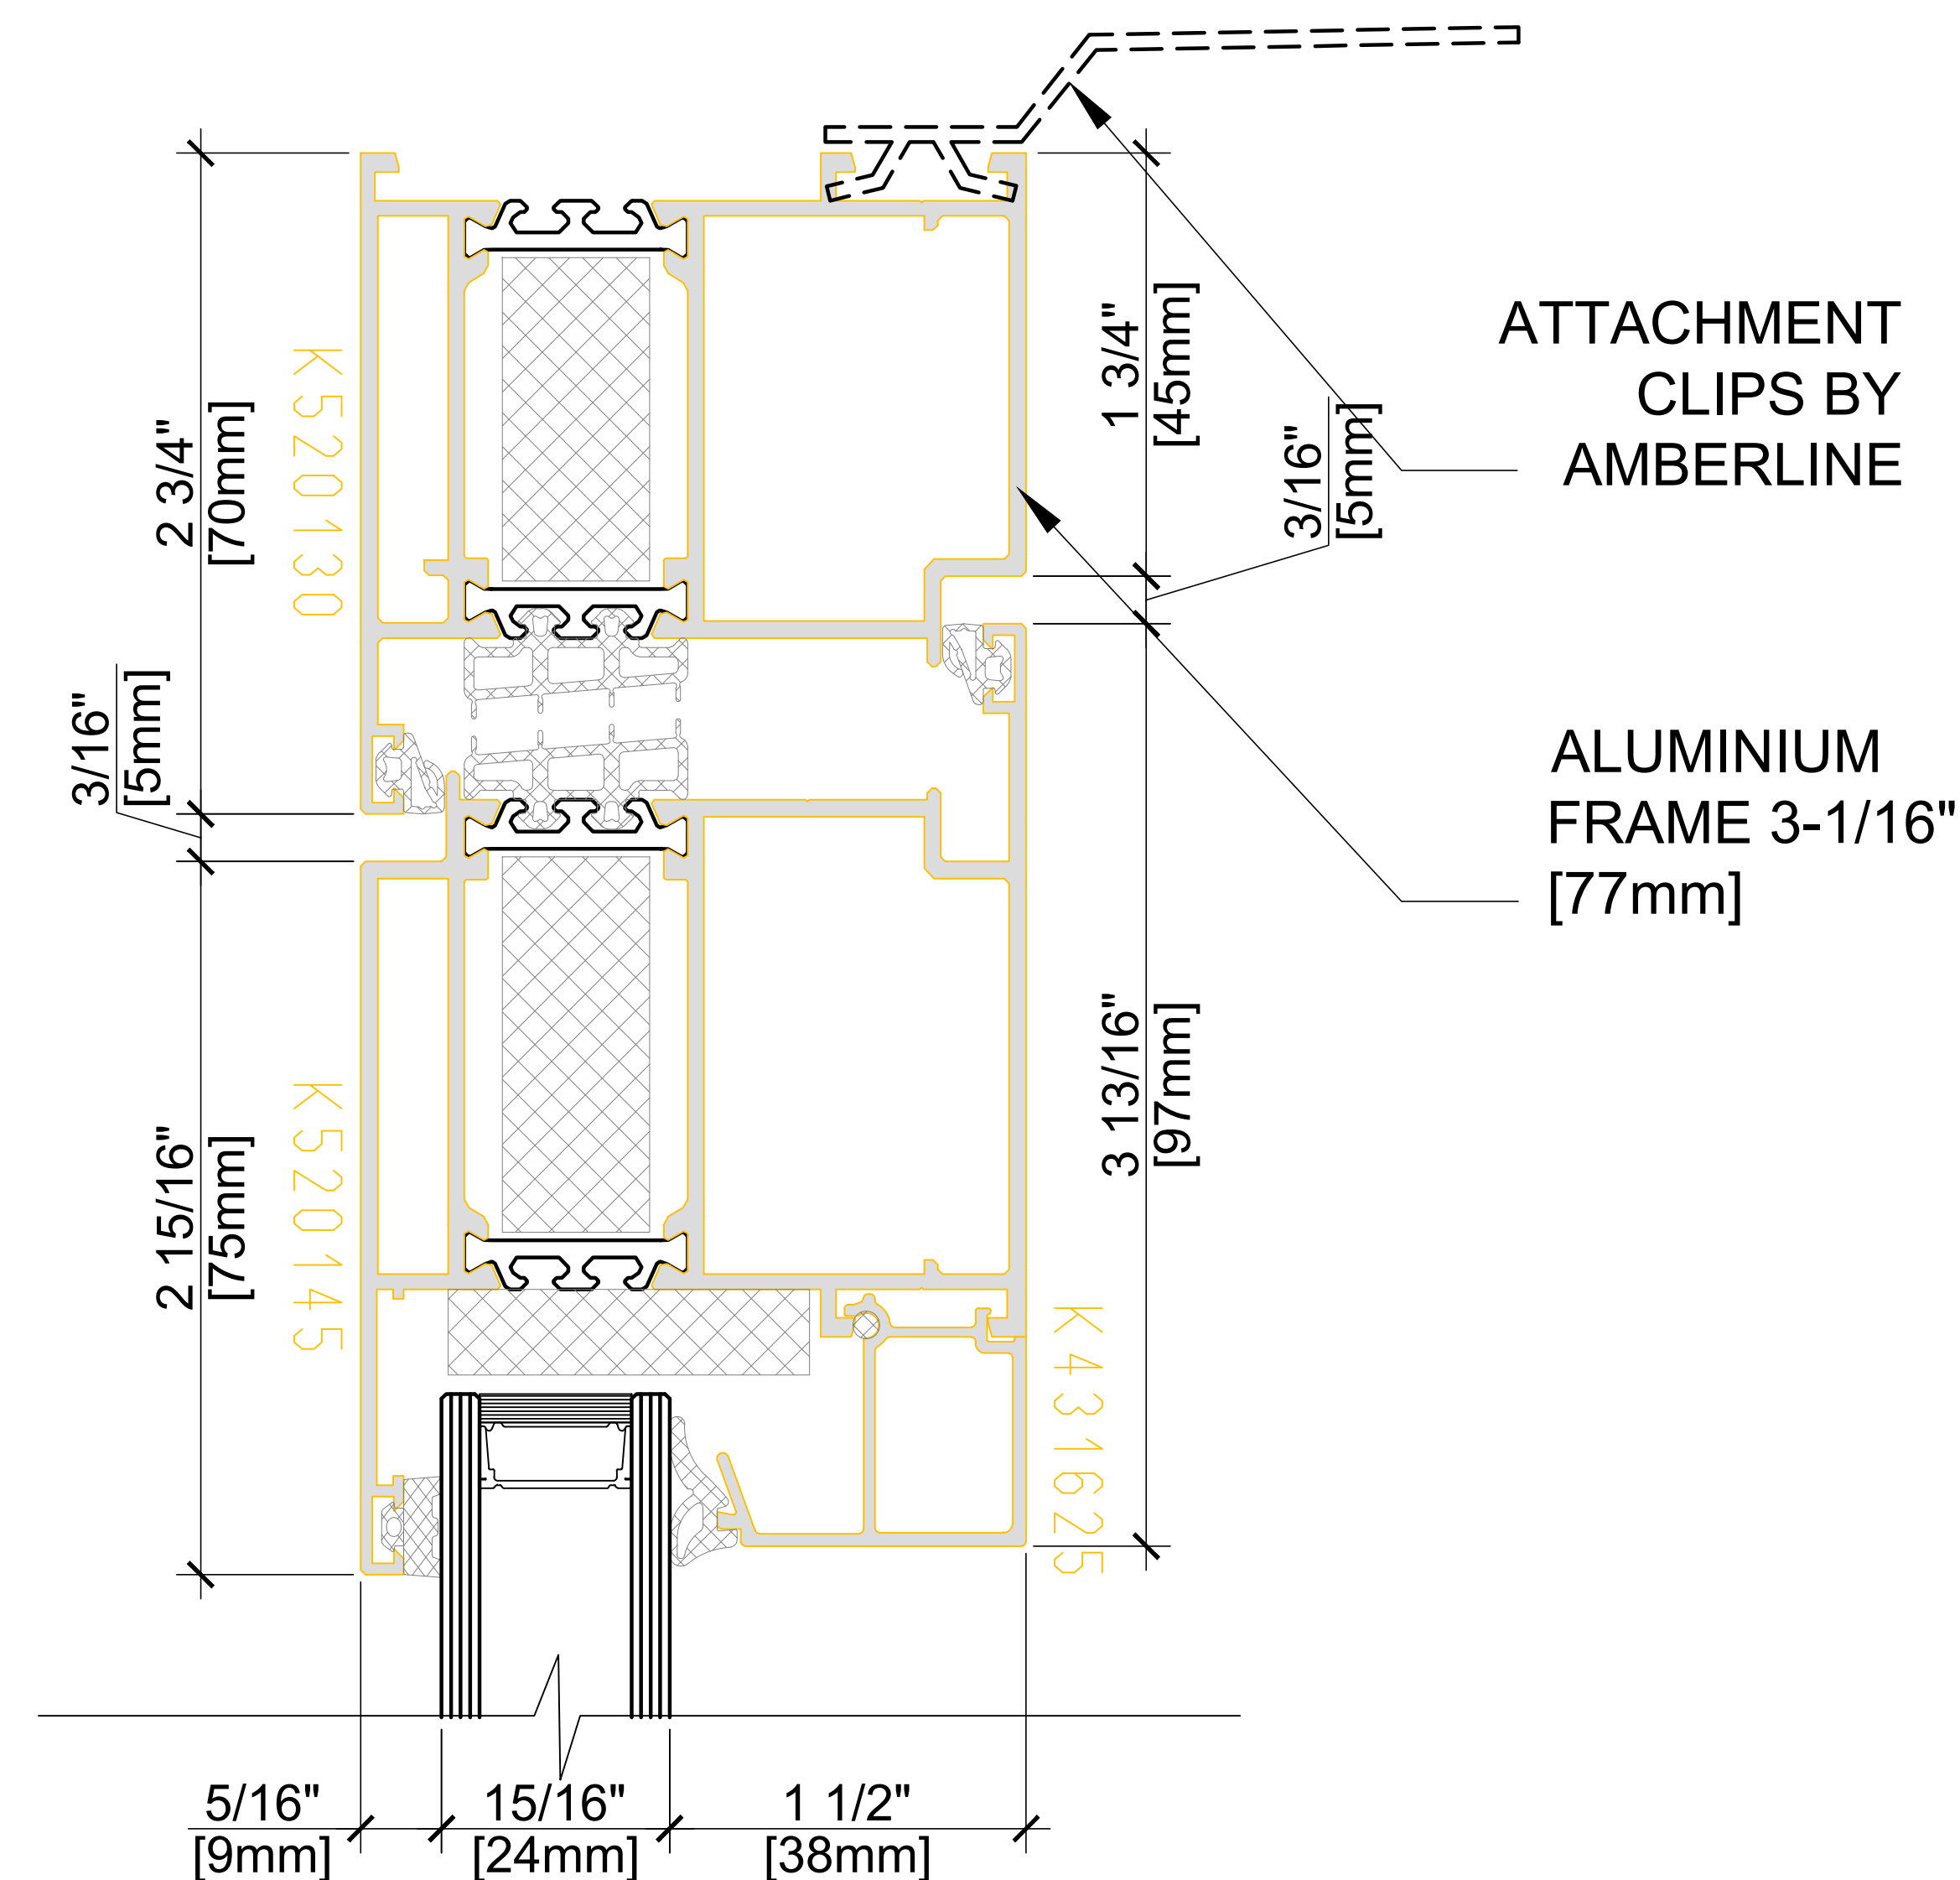 ATTACHMENT
CLIPS BY
AMBERLINE
ALUMINIUM
FRAME 3-1/16"
[77mm]
2 3/4"
[70mm]
3/16"
[5mm]
2 15/16"
[75mm]
K520130
K520145
1 3/4"
[45mm]
3/16"
[5mm]
3 13/16"
[97mm]
K431625
5/16"
[9mm]
15/16"
[24mm]
1 1/2"
[38mm]